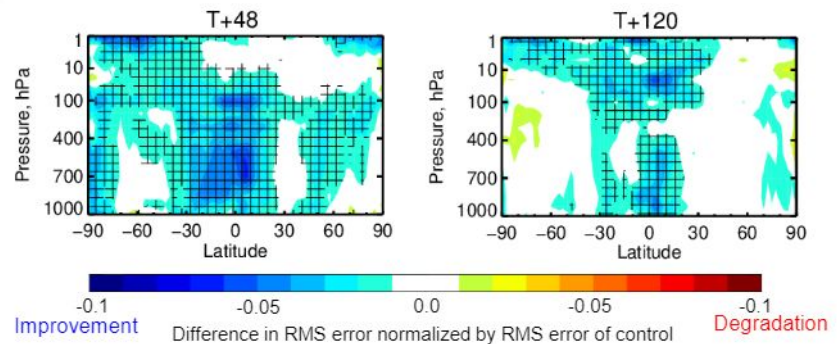 T+48
T+120
Pressure, hPa
1
10
100
400
700
1000
-90 -60 -30 0 30 60 90
Latitude
Pressure, hPa
1
10
100
400
700
1000
-90 -60 -30 0 30 60 90
Latitude
-0.1 -0.05 0.0 -0.05 -0.1
Improvement Difference in RMS error normalized by RMS error of control Degradation